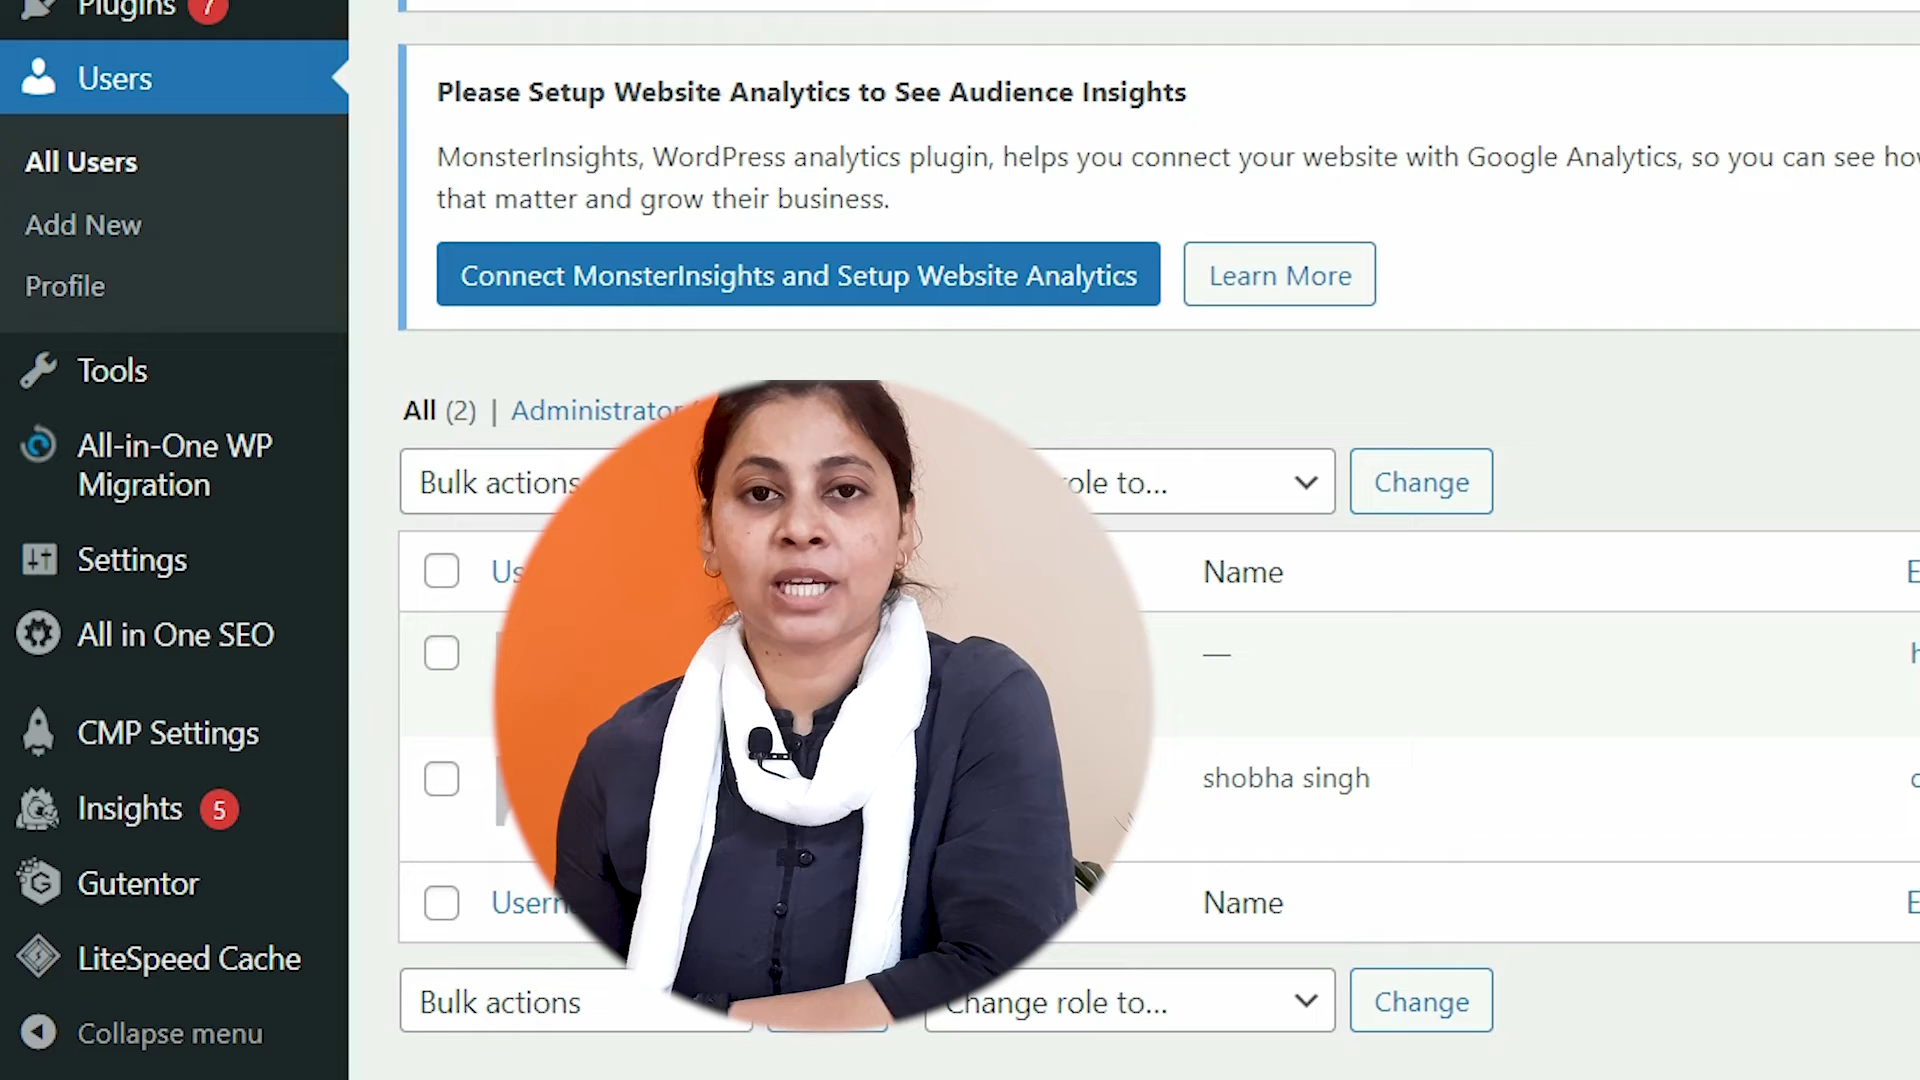 Plugins 7
Users
All Users
Add New
Profile
Tools
All-in-One WP
Migration
Settings
All in One SEO
CMP Settings
Insights 5
Gutentor
LiteSpeed Cache
Collapse menu
Please Setup Website Analytics to See Audience Insights
MonsterInsights, WordPress analytics plugin, helps you connect your website with Google Analytics, so you can see
that matter and grow their business.
Connect MonsterInsights and Setup Website Analytics
Learn More
All (2) | Administrator
Bulk actions
to...
Change
Name
—
shobha singh
Name
Bulk actions
Change role to...
Change